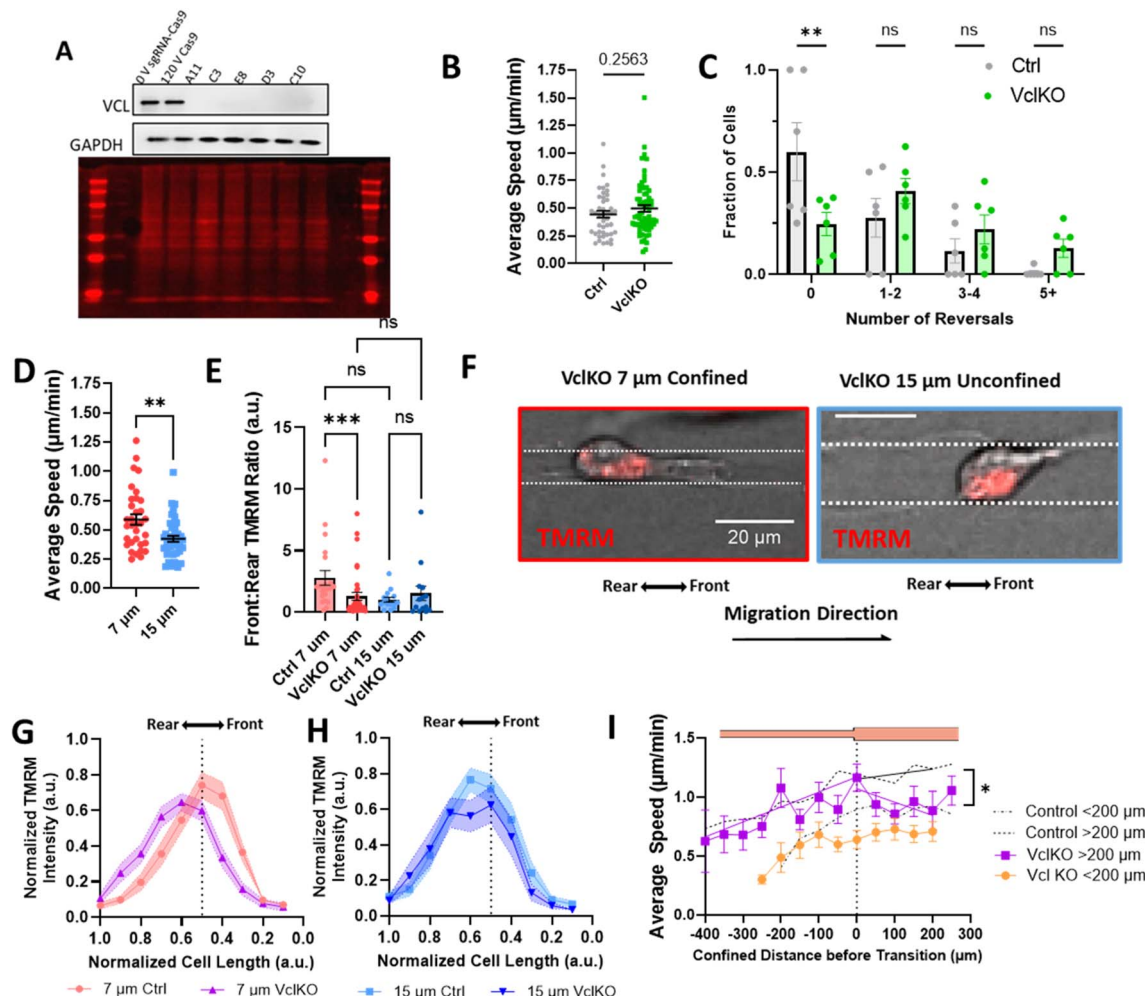 A
0 V sgRNA-Cas9
120 V Cas9
A11
C3
E8
D3
C10
VCL
GAPDH
B
0.2563
Average Speed (µm/min)
1.75
1.50
1.25
1.00
0.75
0.50
0.25
0.00
Ctrl
VclKO
C
** ns ns ns
Ctrl
VclKO
Fraction of Cells
1.0
0.5
0.0
0 1-2 3-4 5+
Number of Reversals
D
**
Average Speed (µm/min)
1.75
1.50
1.25
1.00
0.75
0.50
0.25
0.00
7 µm
15 µm
E
ns
ns
*** ns
Front:Rear TMRM Ratio (a.u.)
15
10
5
0
Ctrl 7 um
VclKO 7 um
Ctrl 15 um
VclKO 15 um
F
VclKO 7 µm Confined
VclKO 15 µm Unconfined
TMRM
20 µm
TMRM
Rear Front
Rear Front
Migration Direction
G
Rear Front
Normalized TMRM
Intensity (a.u.)
1.0
0.8
0.6
0.4
0.2
0.0
1.0 0.8 0.6 0.4 0.2 0.0
Normalized Cell Length (a.u.)
7 µm Ctrl 7 µm VclKO
H
Rear Front
Normalized TMRM
Intensity (a.u.)
1.0
0.8
0.6
0.4
0.2
0.0
1.0 0.8 0.6 0.4 0.2 0.0
Normalized Cell Length (a.u.)
15 µm Ctrl 15 µm VclKO
I
Average Speed (µm/min)
1.5
1.0
0.5
0.0
*
-400 -300 -200 -100 0 100 200 300
Confined Distance before Transition (µm)
Control <200 µm
Control >200 µm
VclKO >200 µm
Vcl KO <200 µm